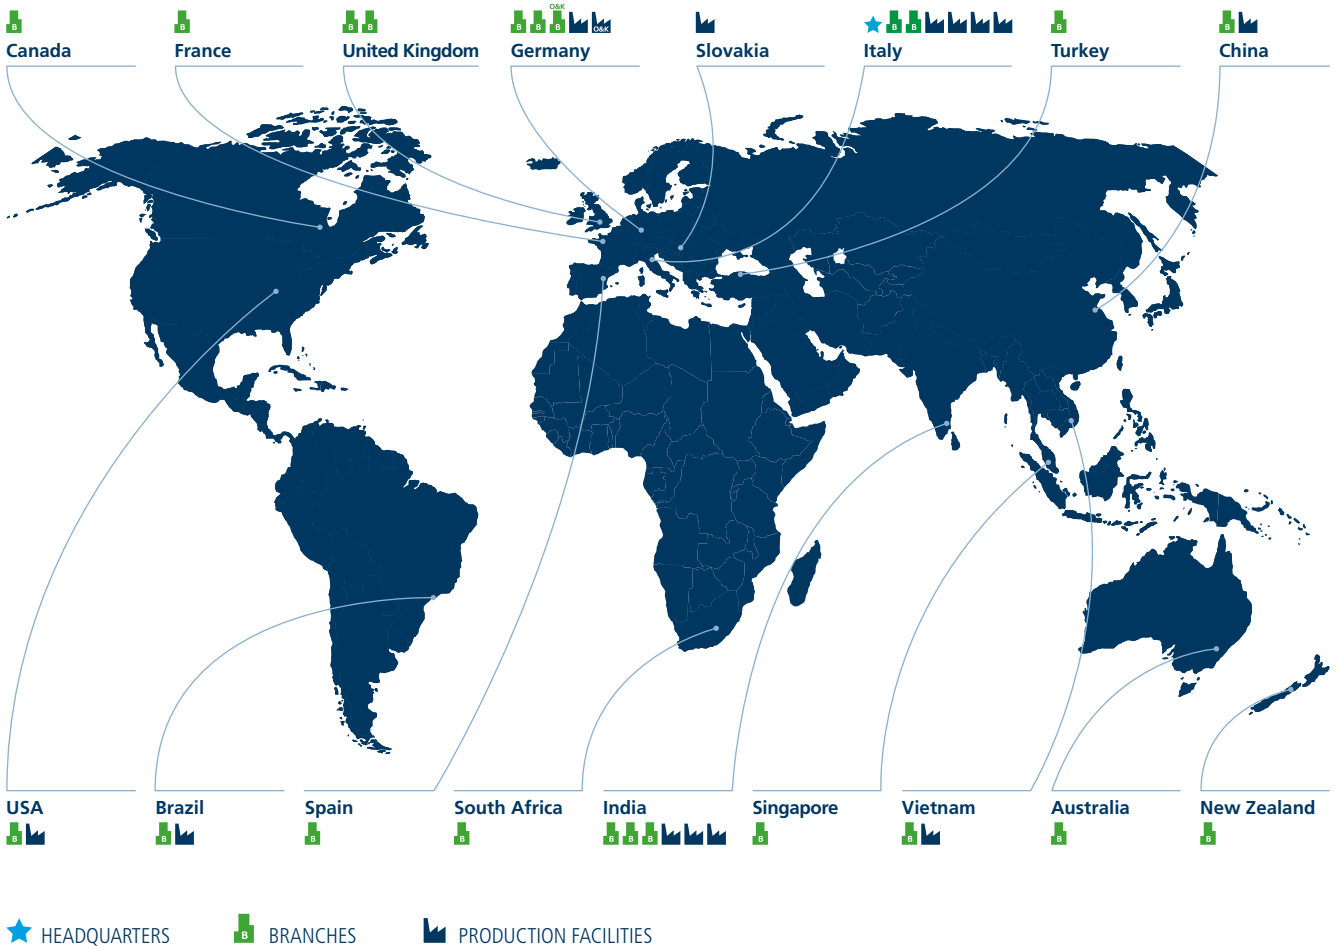 B
B
B B
O&K
B B B
O&K
B B
B
B
Canada France United Kingdom Germany Slovakia Italy Turkey China
USA Brazil Spain South Africa India Singapore Vietnam Australia New Zealand
B B B B B B B B B B B
HEADQUARTERS B BRANCHES PRODUCTION FACILITIES